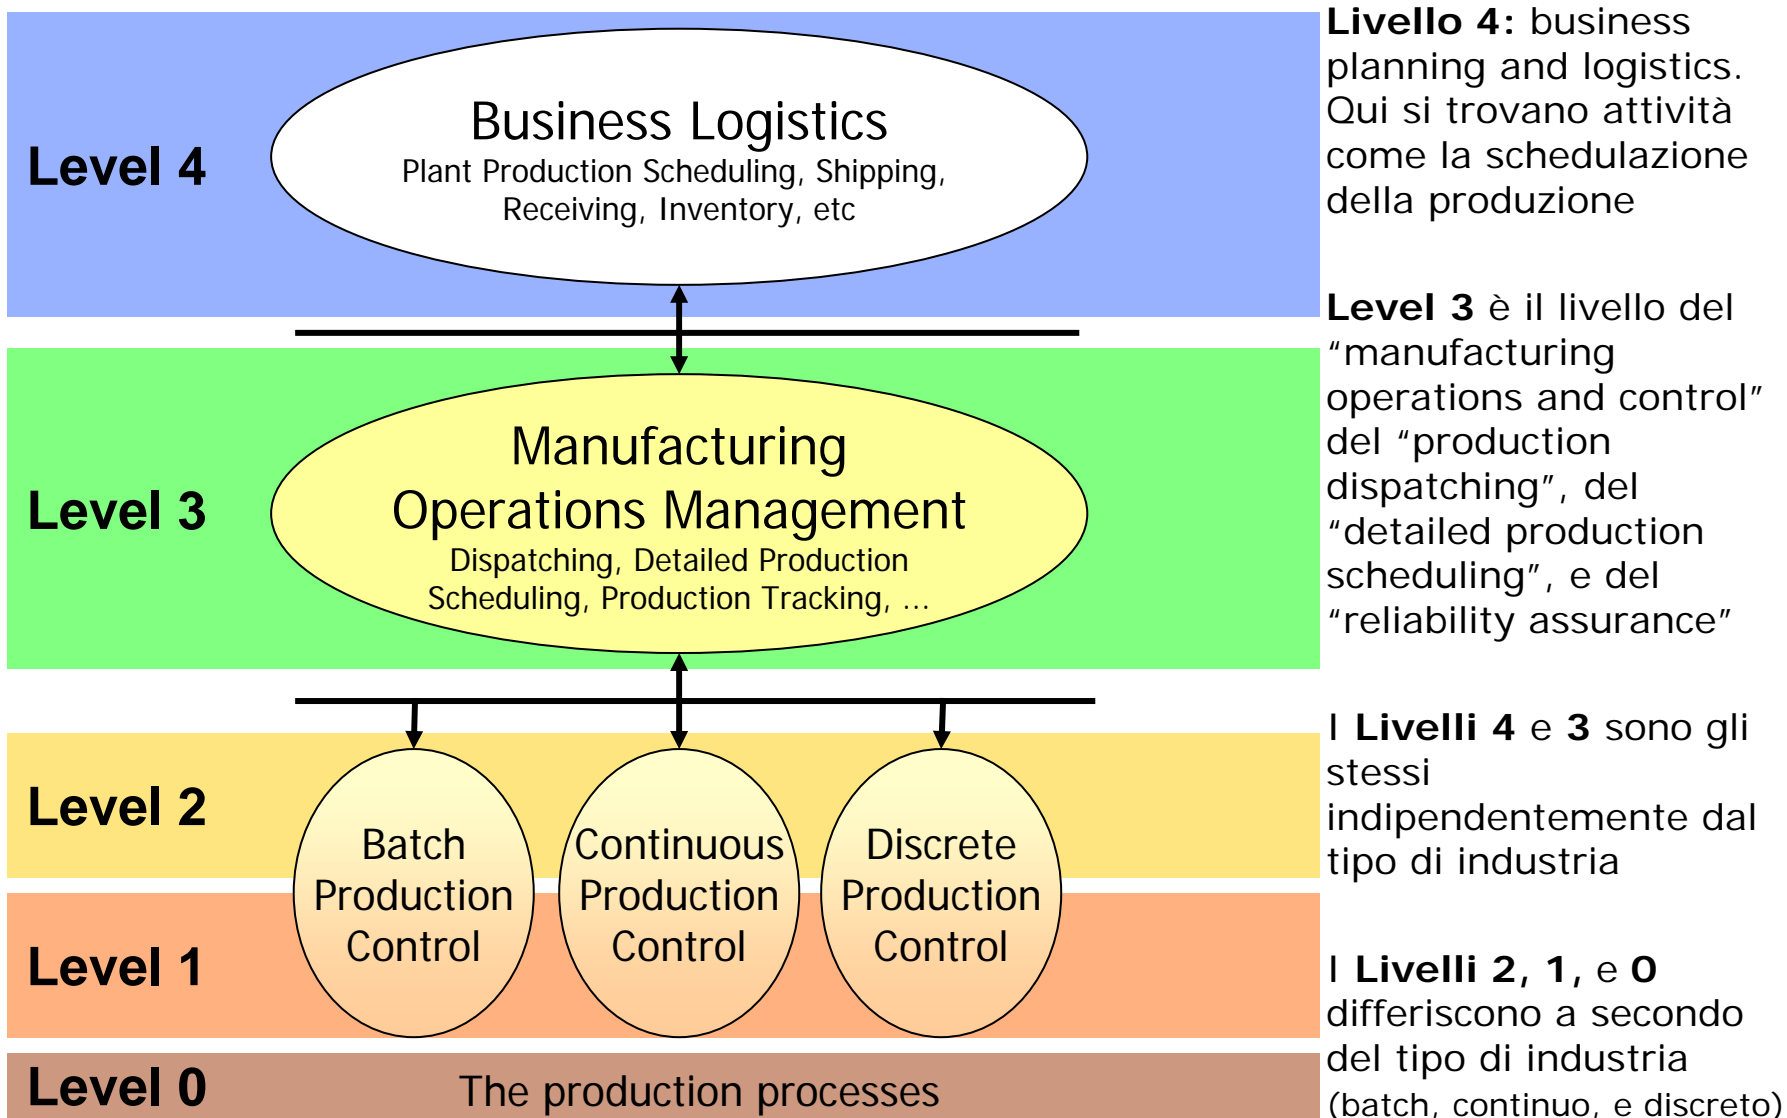 Level 4
Business Logistics
Plant Production Scheduling, Shipping,
Receiving, Inventory, etc
Level 3
Manufacturing
Operations Management
Dispatching, Detailed Production
Scheduling, Production Tracking, ...
Level 2
Level 1
Batch
Production
Control
Continuous
Production
Control
Discrete
Production
Control
Level 0
The production processes
Livello 4: business
planning and logistics.
Qui si trovano attività
come la schedulazione
della produzione
Level 3 è il livello del
“manufacturing
operations and control”
del “production
dispatching”, del
“detailed production
scheduling”, e del
“reliability assurance”
I Livelli 4 e 3 sono gli
stessi
indipendentemente dal
tipo di industria
I Livelli 2, 1, e 0
differiscono a secondo
del tipo di industria
(batch, continuo, e discreto)